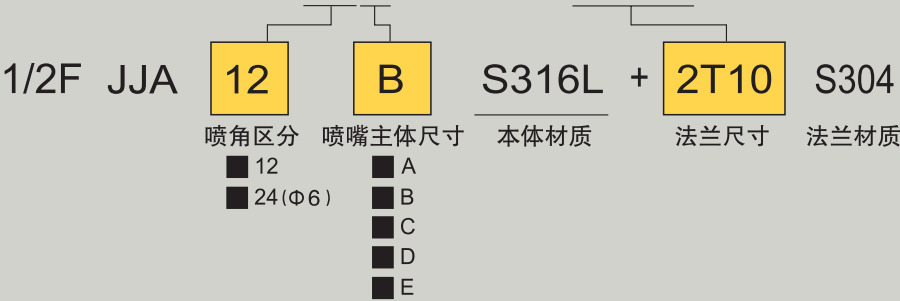 1/2F JJA 12 B S316L + 2T10 S304
喷角区分 喷嘴主体尺寸 本体材质 法兰尺寸 法兰材质
■ 12 ■ A
■ 24(Φ6) ■ B
■ C
■ D
■ E